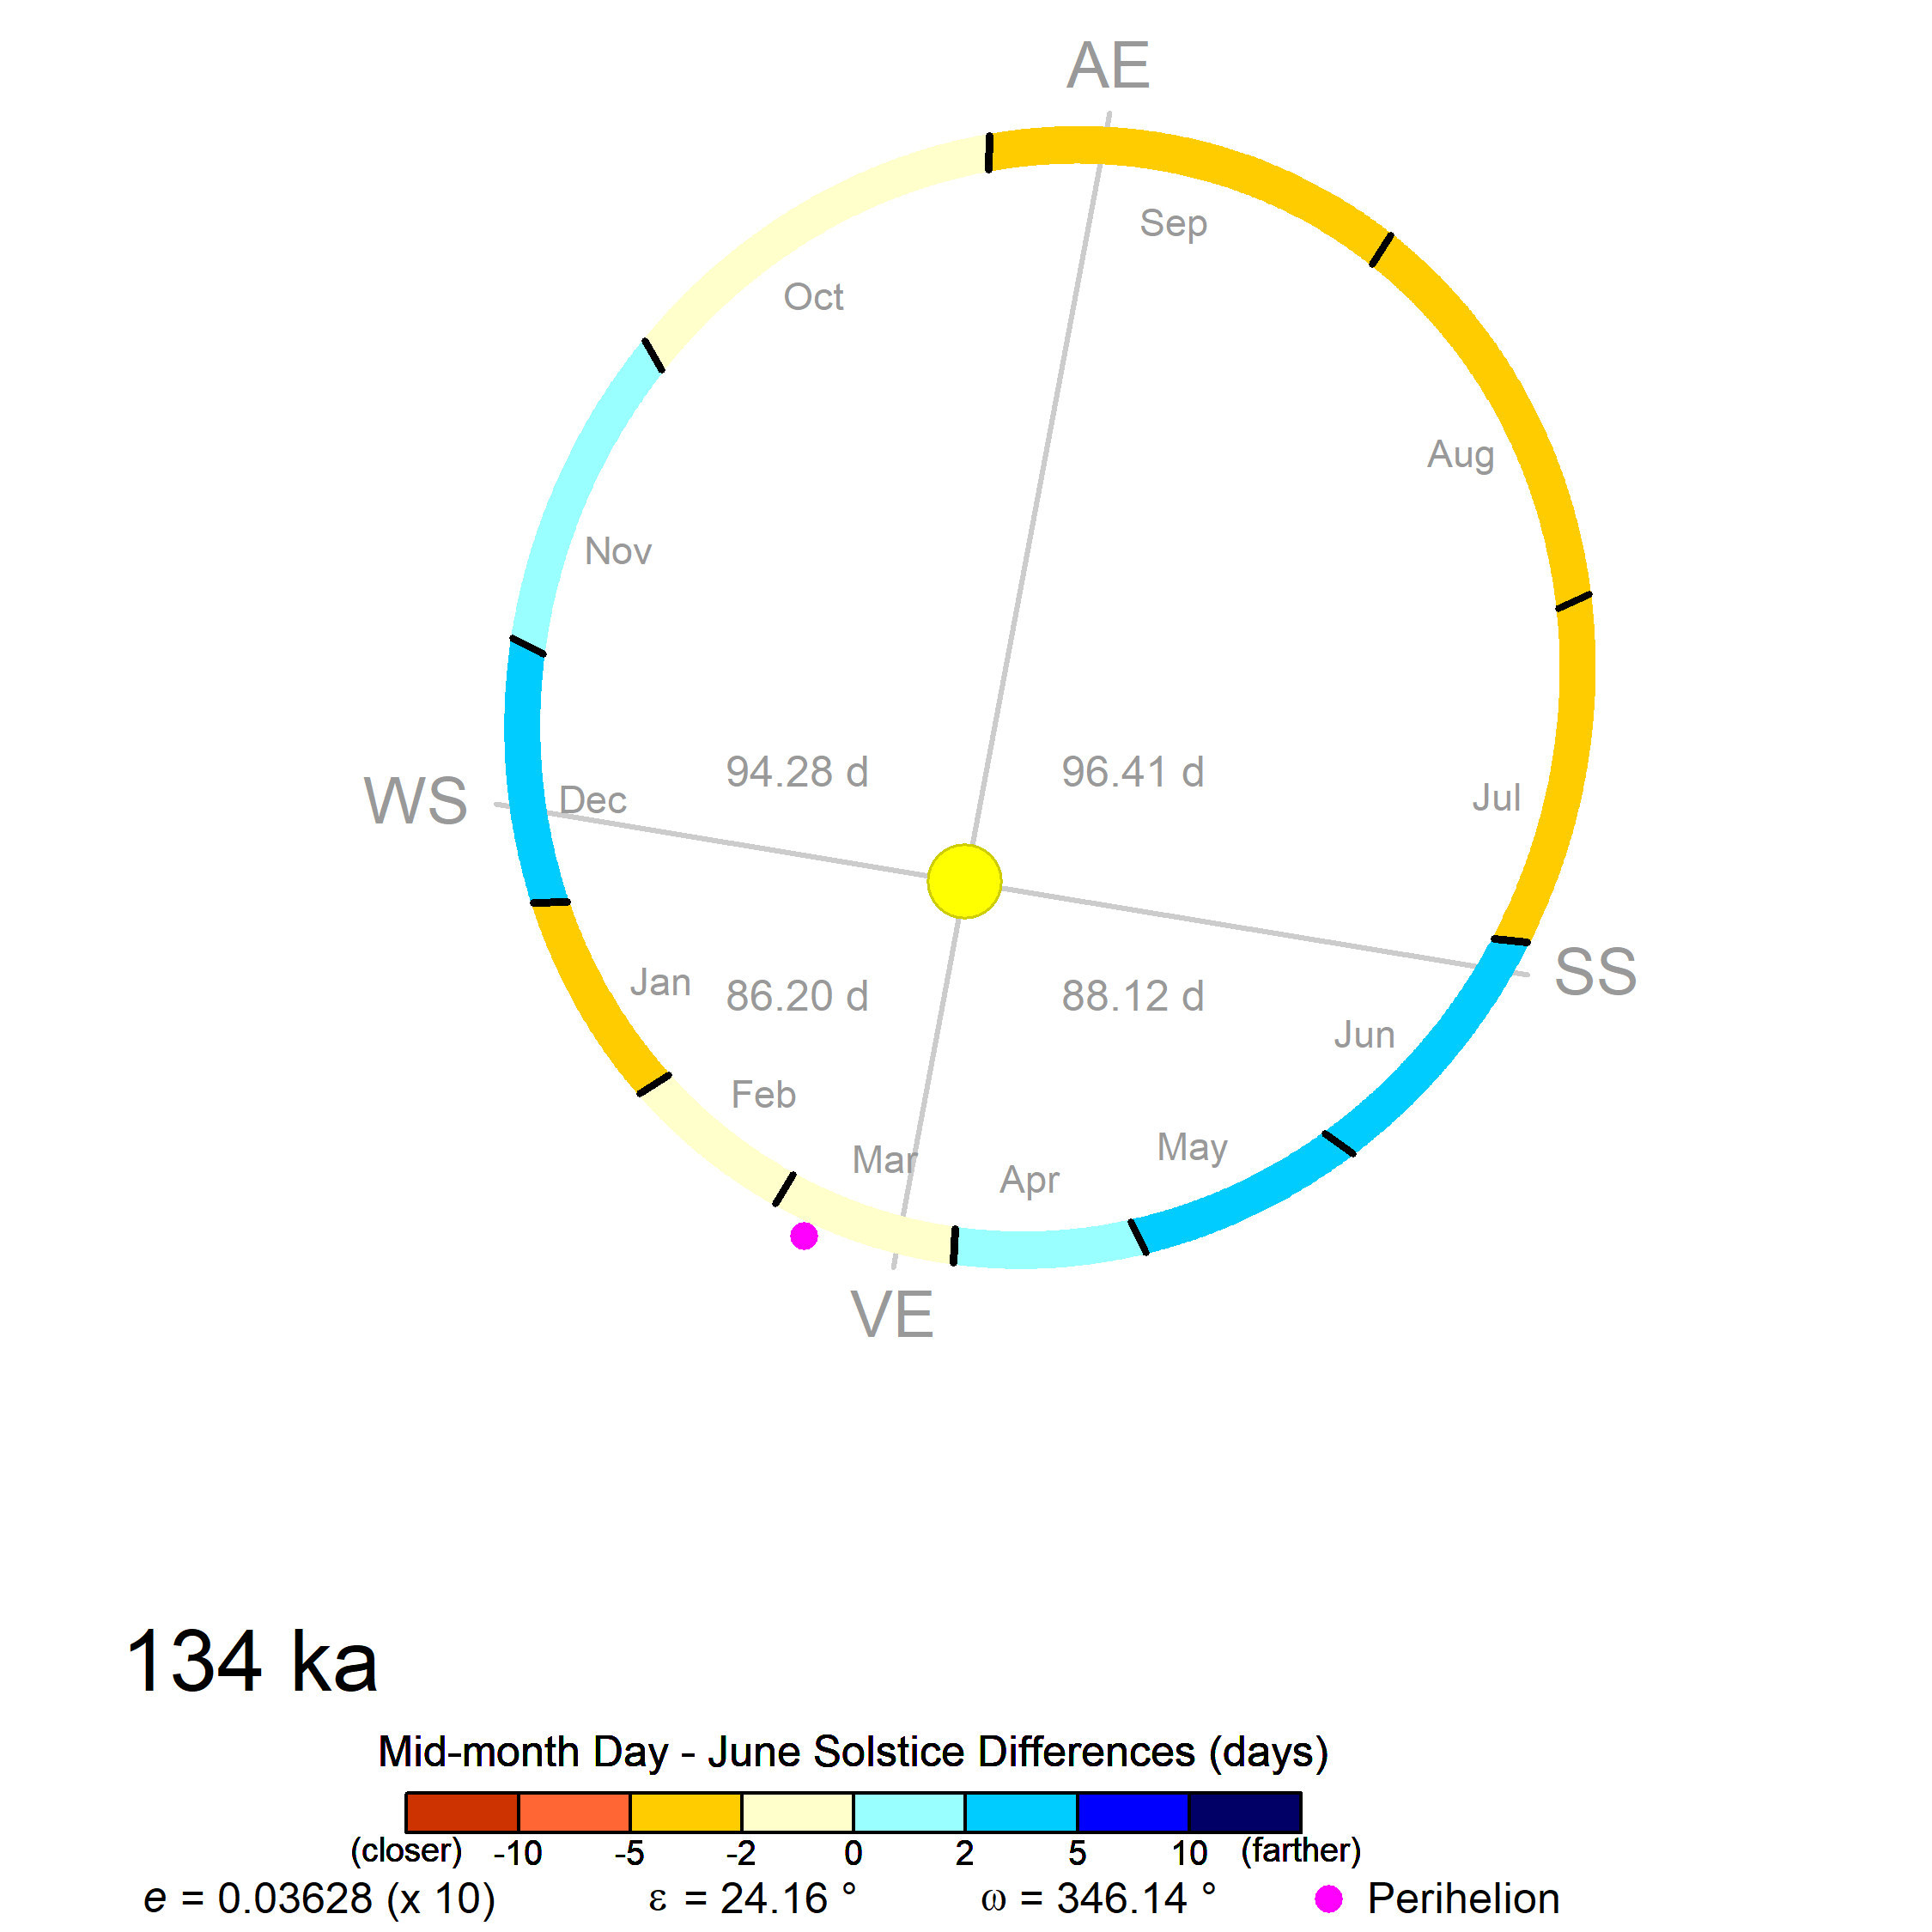 AE
Sep
Oct
Aug
Nov
94.28 d 96.41 d
WS Dec Jul
Jan 86.20 d 88.12 d SS
Jun
Feb
Mar Apr May
VE
134 ka
Mid-month Day - June Solstice Differences (days)
(closer) -10 -5 -2 0 2 5 10 (farther)
e = 0.03628 (x 10) ε = 24.16 ° ω = 346.14 ° Perihelion